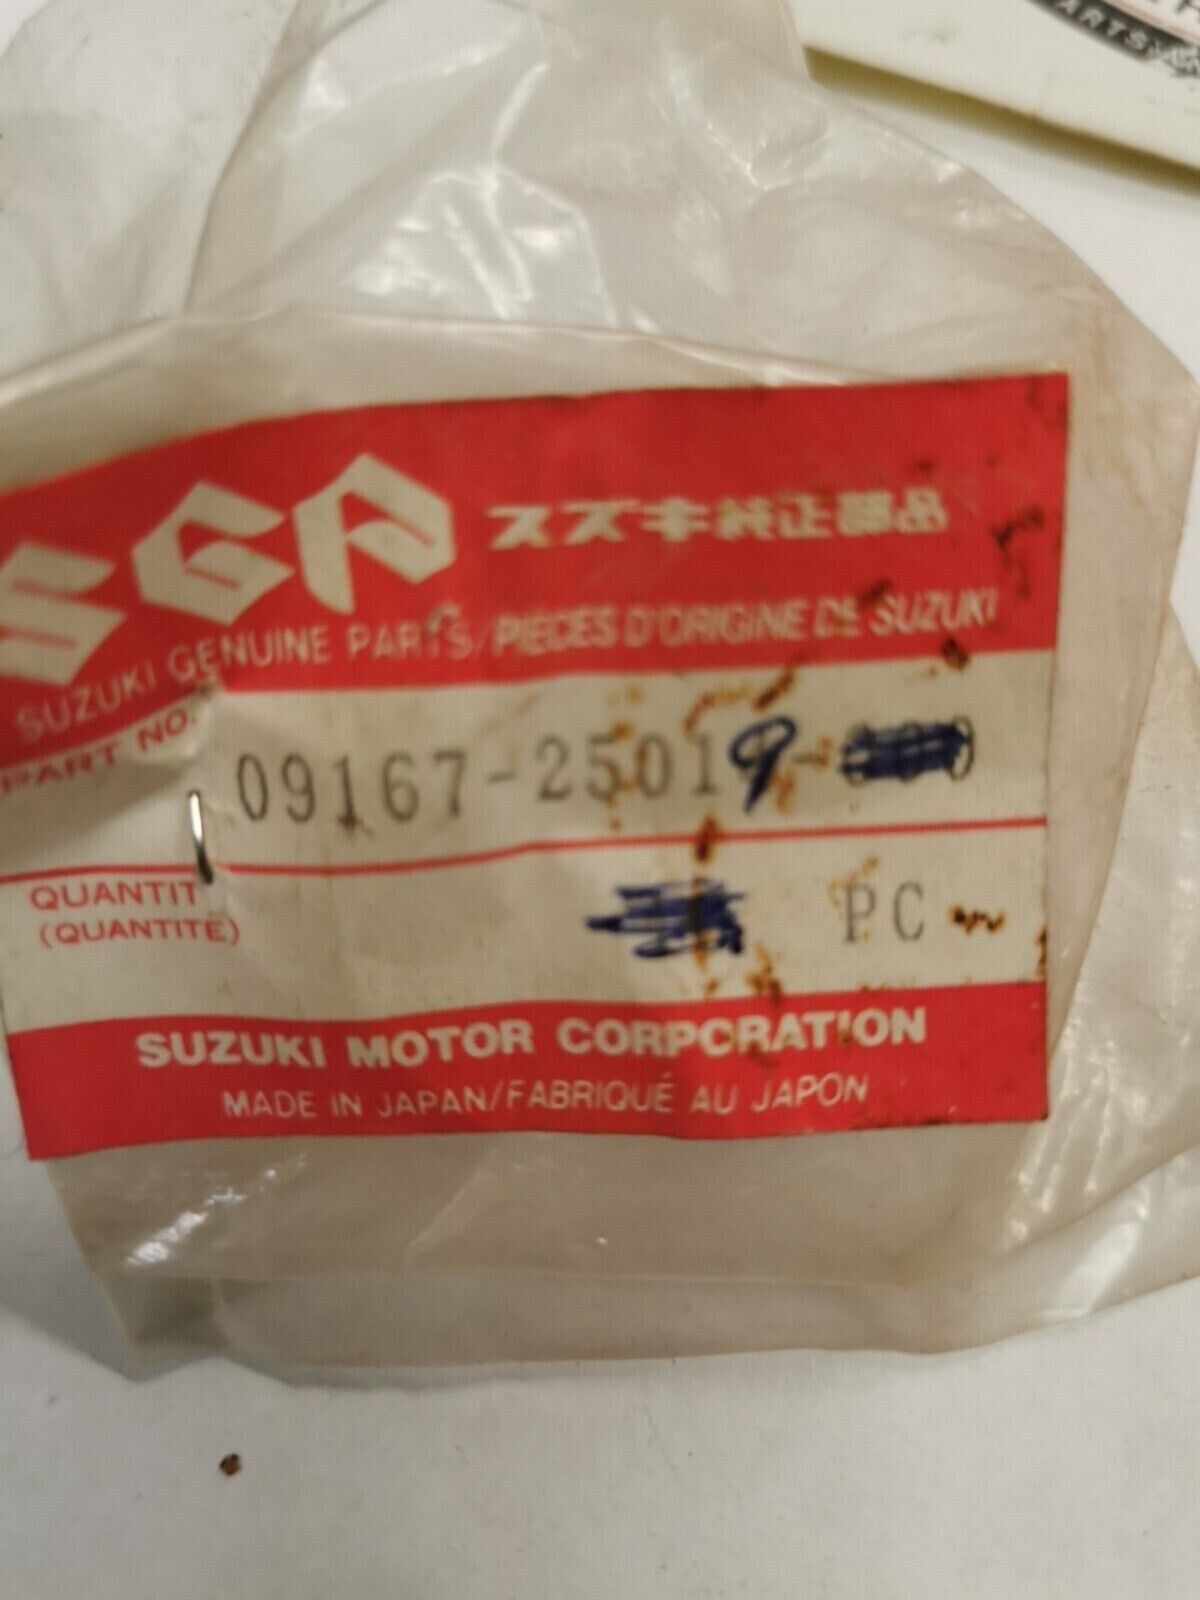 ARTS
SGP スズキ純正部品
SUZUKI GENUINE PARTS/PIECES D'ORIGINE DE SUZUKI
PART NO.
09167-25019-
QUANTIT
(QUANTITÉ)
PC
SUZUKI MOTOR CORPORATION
MADE IN JAPAN/FABRIQUÉ AU JAPON